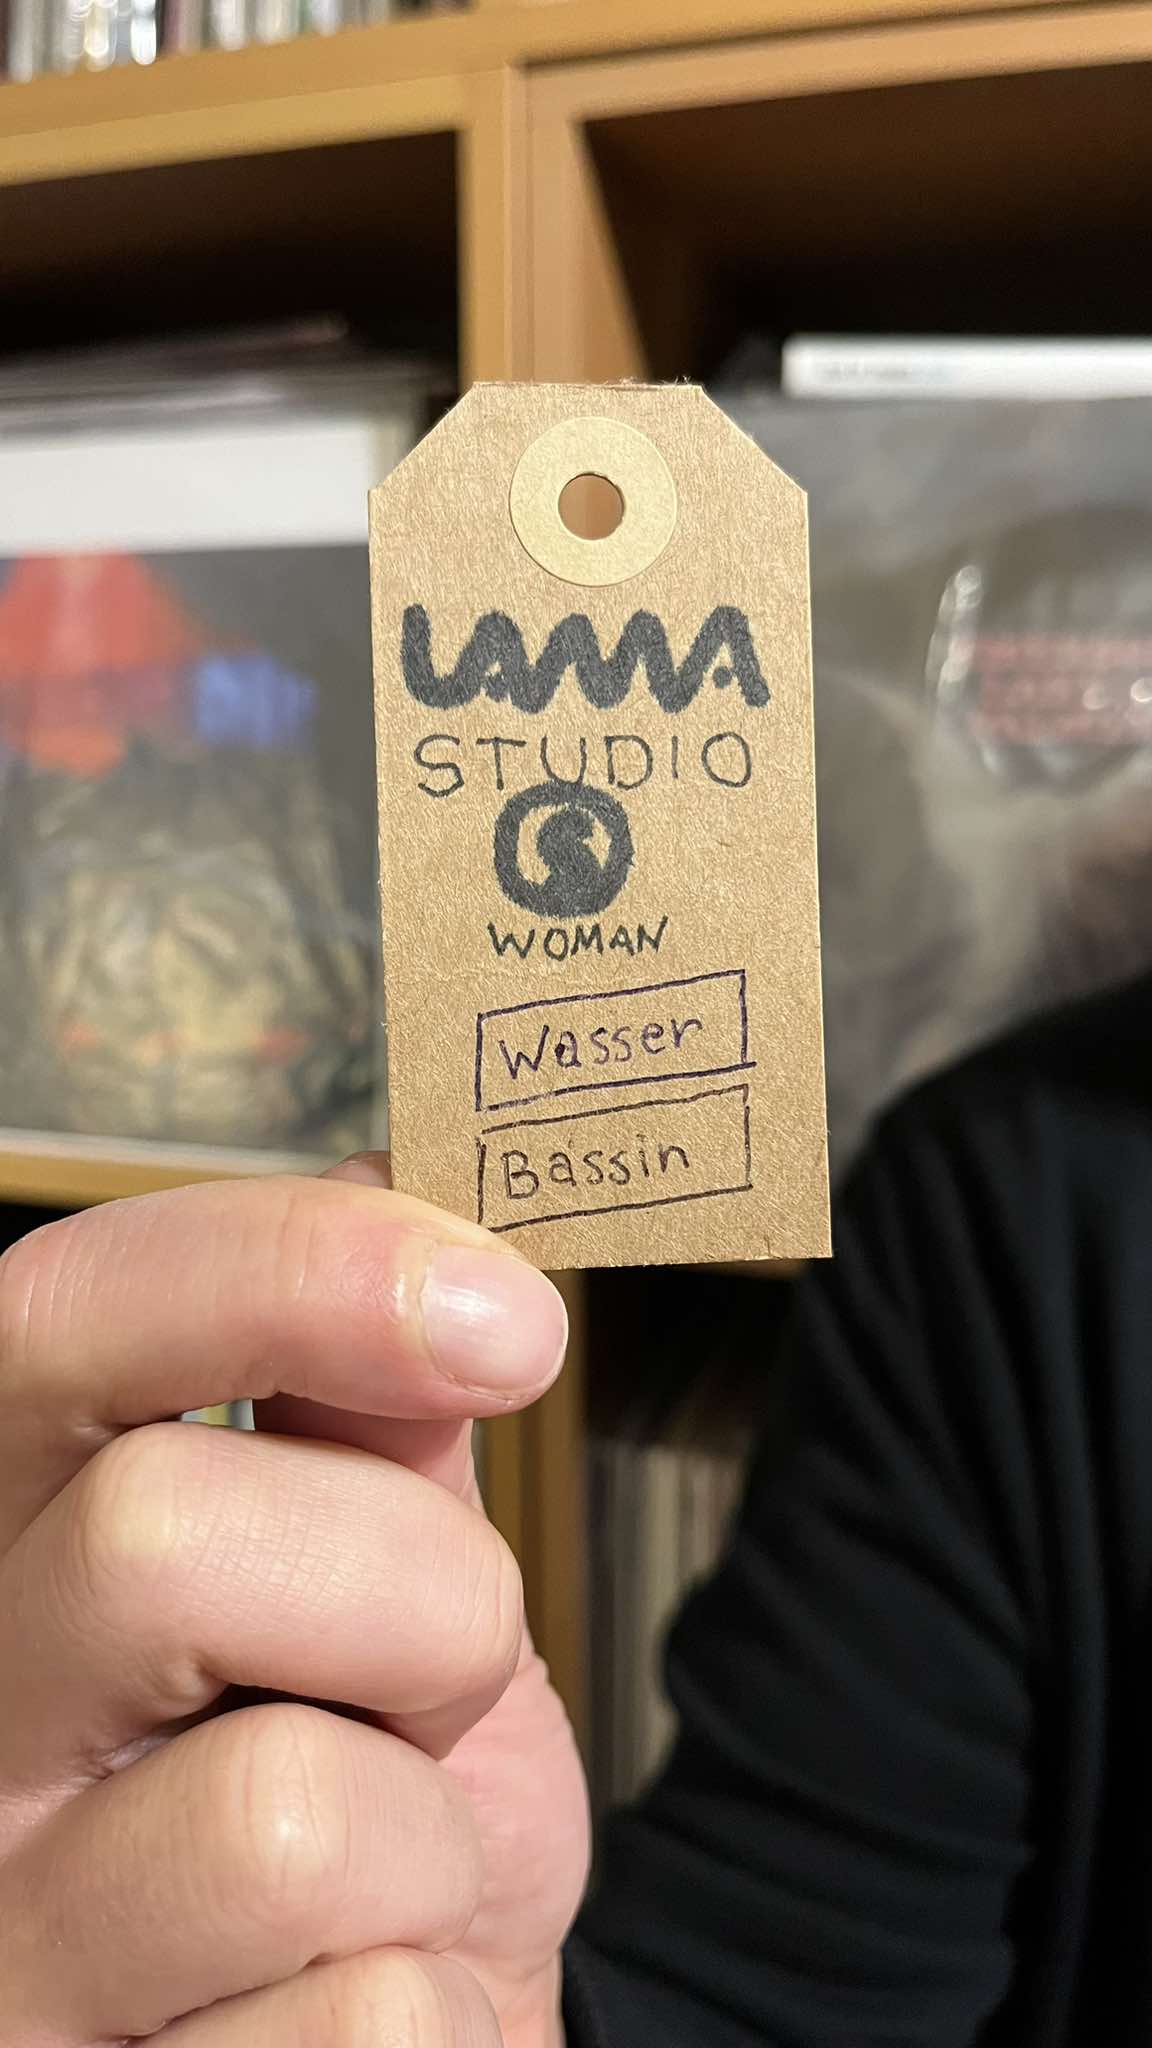 LAMA
STUDIO
WOMAN
Wasser
Bassin